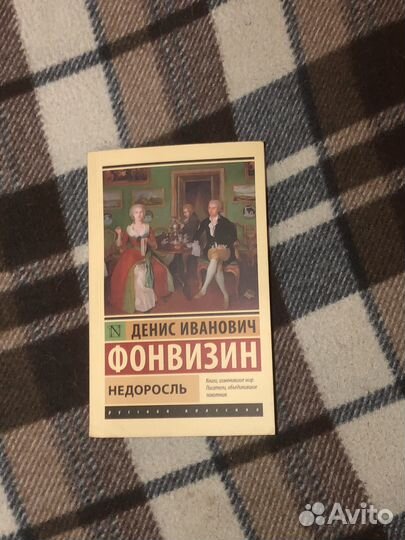 N
ДЕНИС ИВАНОВИЧ
ФОНВИЗИН
НЕДОРОСЛЬ
Книги, изменившие мир.
Писатели, объединившие
поколения.
русская классика
Avito